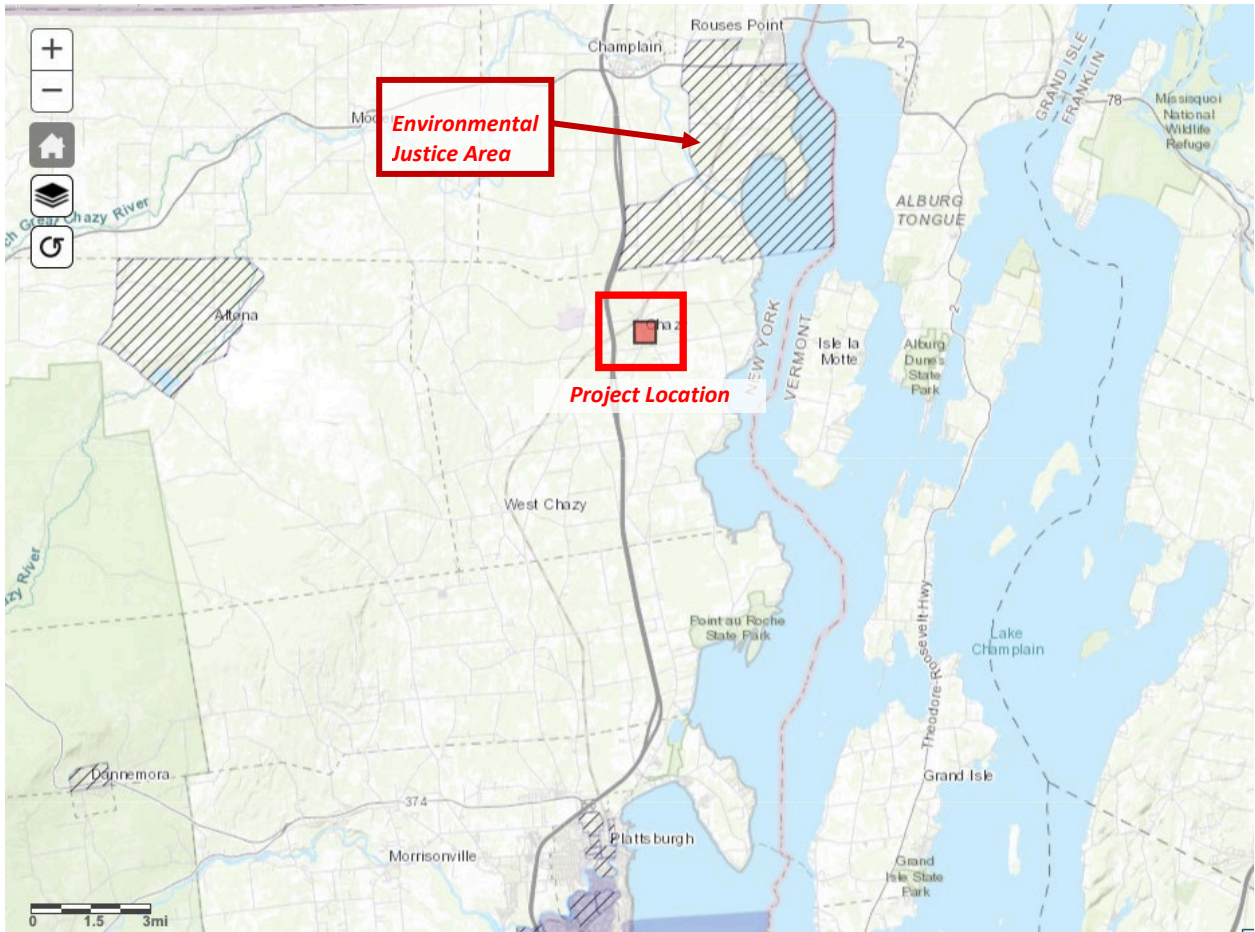 Rouses Point
Champlain
2
GRAND ISLE
FRANKLIN
78
Missisquoi
National
Wildlife
Refuge
+
−
Environmental
Justice Area
ALBURG
TONGUE
Great Chazy River
Altona
NEW YORK
VERMONT
Isle la
Motte
2
Alburg
Dunes
State
Park
Project Location
West Chazy
Point au Roche
State Park
Theodore-Roosevelt-Hwy
Lake
Champlain
River
Dannemora
Grand Isle
374
Plattsburgh
Morrisonville
Grand
Isle State
Park
0 1.5 3mi